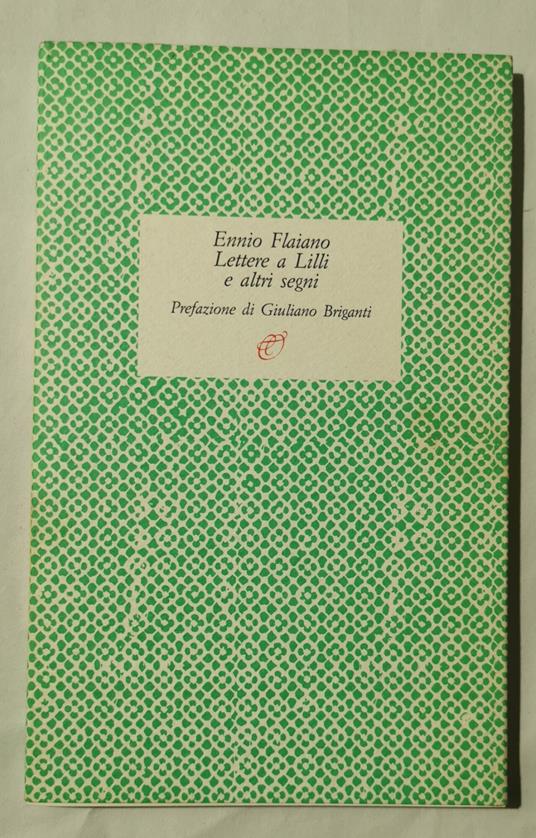 Ennio Flaiano
Lettere a Lilli
e altri segni
Prefazione di Giuliano Briganti